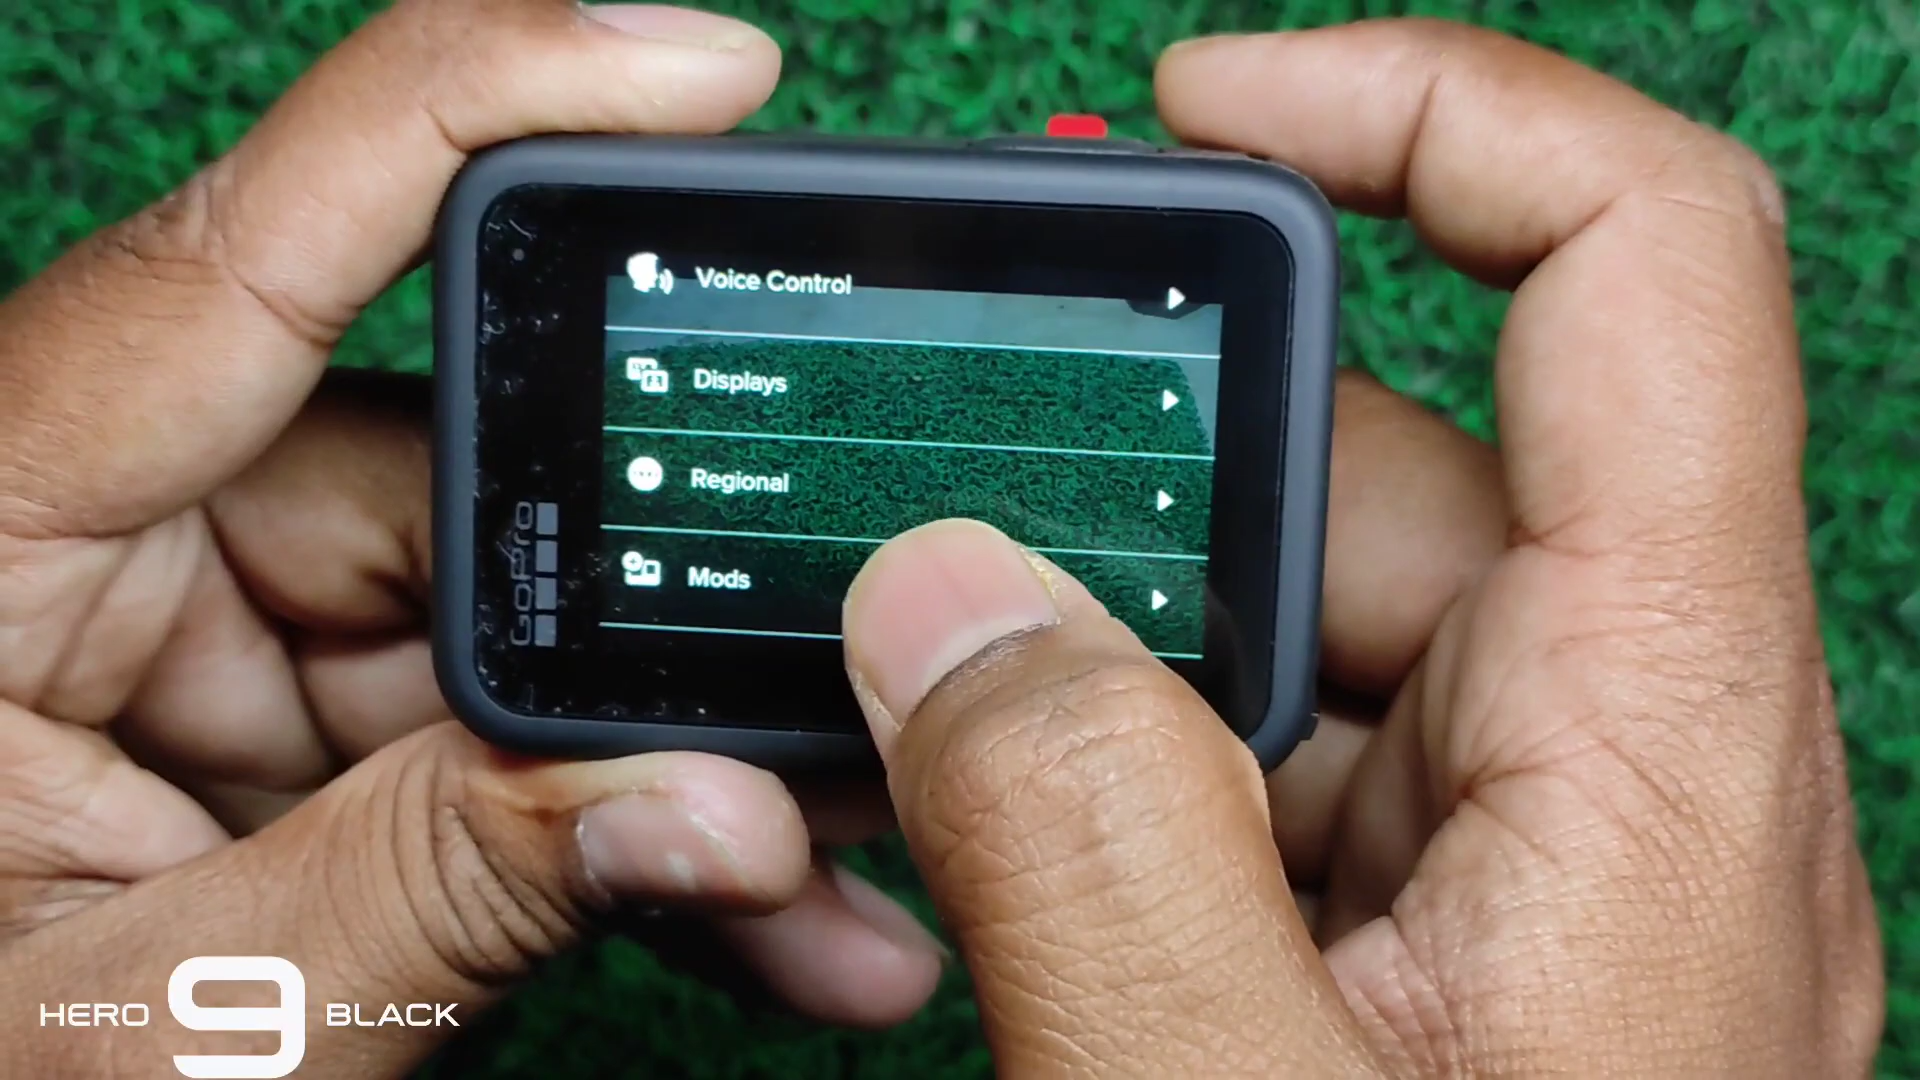 Voice Control
Displays
Regional
Mods
GoPro
HERO 9 BLACK